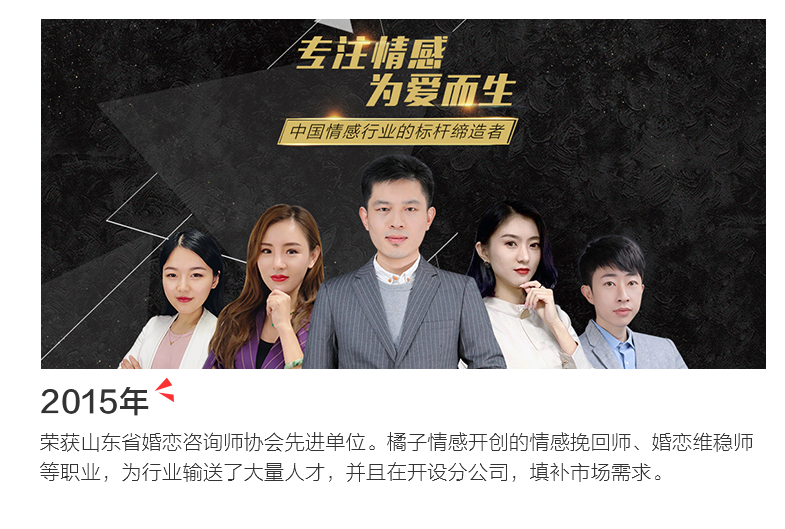 专注情感
为爱而生
中国情感行业的标杆缔造者
2015年
荣获山东省婚恋咨询师协会先进单位。橘子情感开创的情感挽回师、婚恋维稳师
等职业，为行业输送了大量人才，并且在开设分公司，填补市场需求。